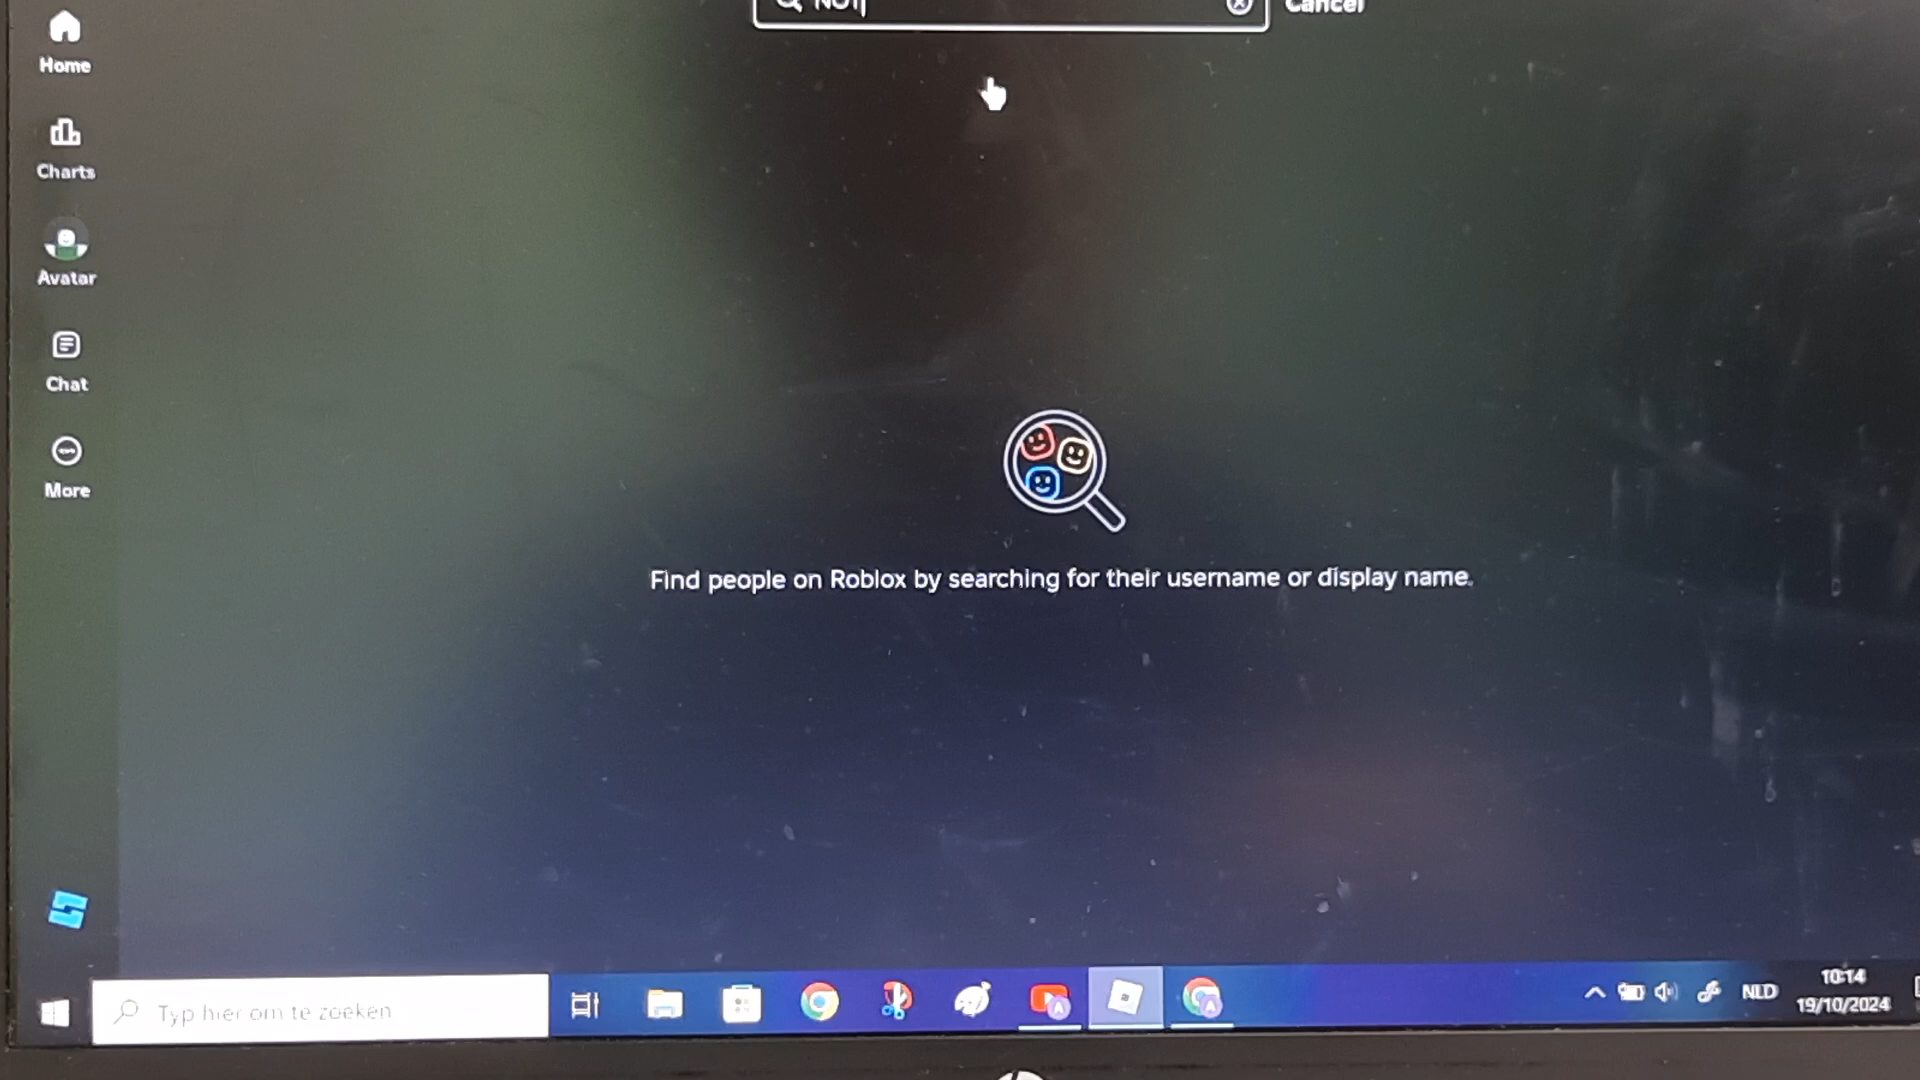 NOT
Cancel
Home
Charts
Avatar
Chat
More
Find people on Roblox by searching for their username or display name.
Typ hier om te zoeken
A
A
NLD
10:14
19/10/2024